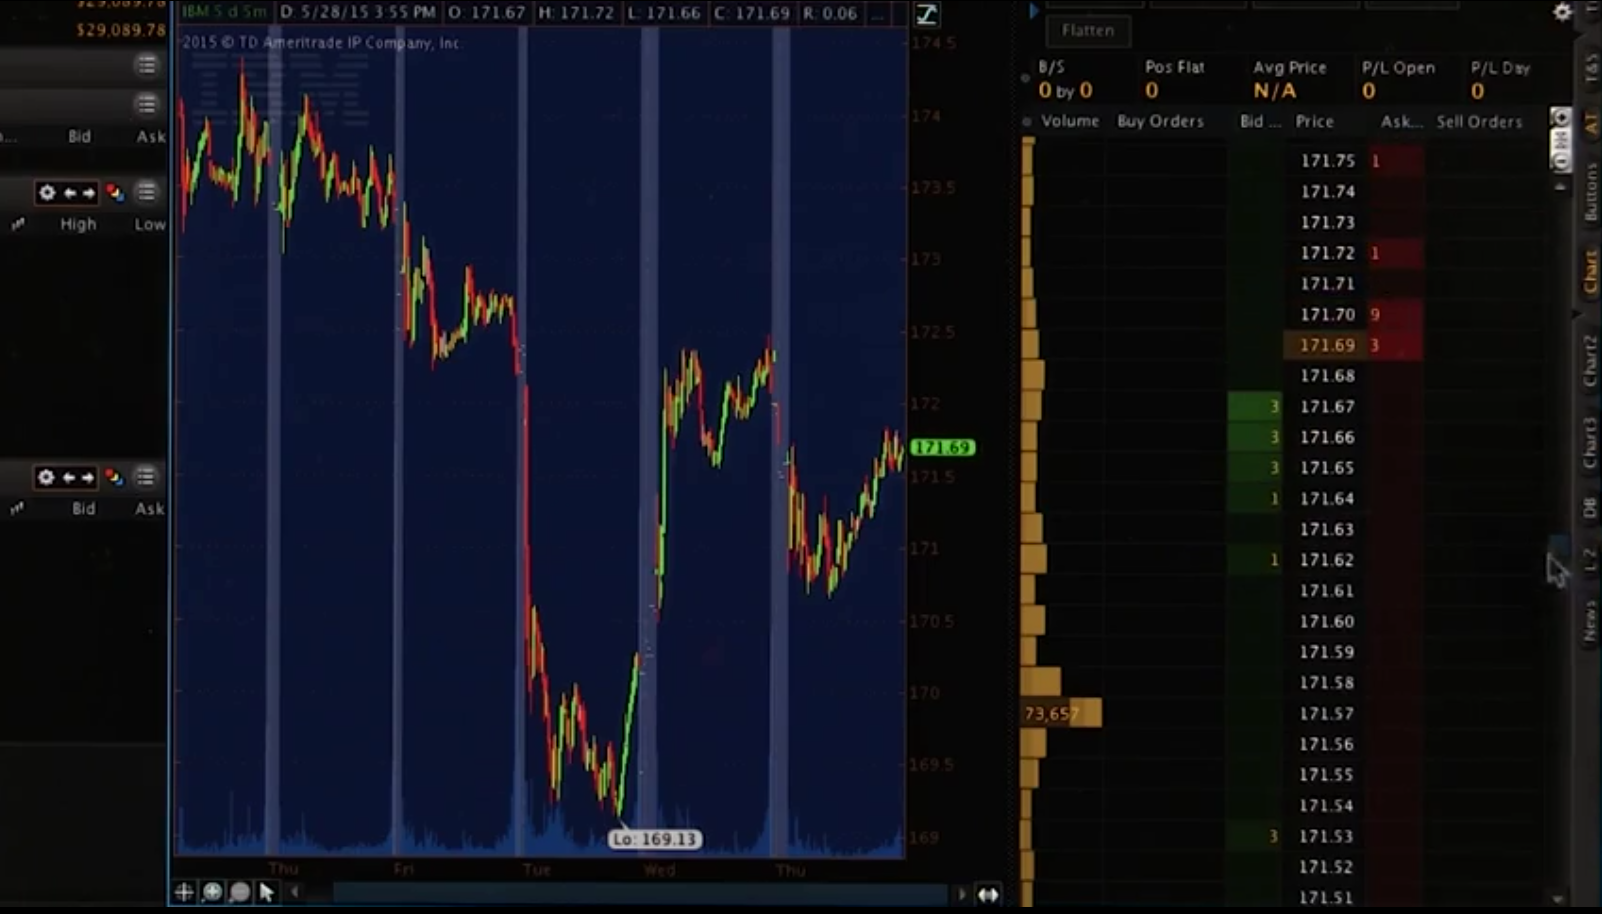 $29,089.78
Bid Ask
High Low
Bid Ask
IBM 5 d 5m D: 5/28/15 3:55 PM O: 171.67 H: 171.72 L: 171.66 C: 171.69 R: 0.06 ...
2015 © TD Ameritrade IP Company, Inc.
IBM
174.5
174
173.5
173
172.5
172
171.69
171.5
171
170.5
170
169.5
169
Lo: 169.13
Thu Fri Tue Wed Thu
Flatten
B/S Pos Flat Avg Price P/L Open P/L Day
0 by 0 0 N/A 0 0
Volume Buy Orders Bid ... Price Ask... Sell Orders
171.75 1
171.74
171.73
171.72 1
171.71
171.70 9
171.69 3
171.68
3 171.67
3 171.66
3 171.65
1 171.64
171.63
1 171.62
171.61
171.60
171.59
171.58
73,657 171.57
171.56
171.55
171.54
3 171.53
171.52
171.51
T&S
AT
Buttons
Chart
Chart2
Chart3
DB
L 2
News